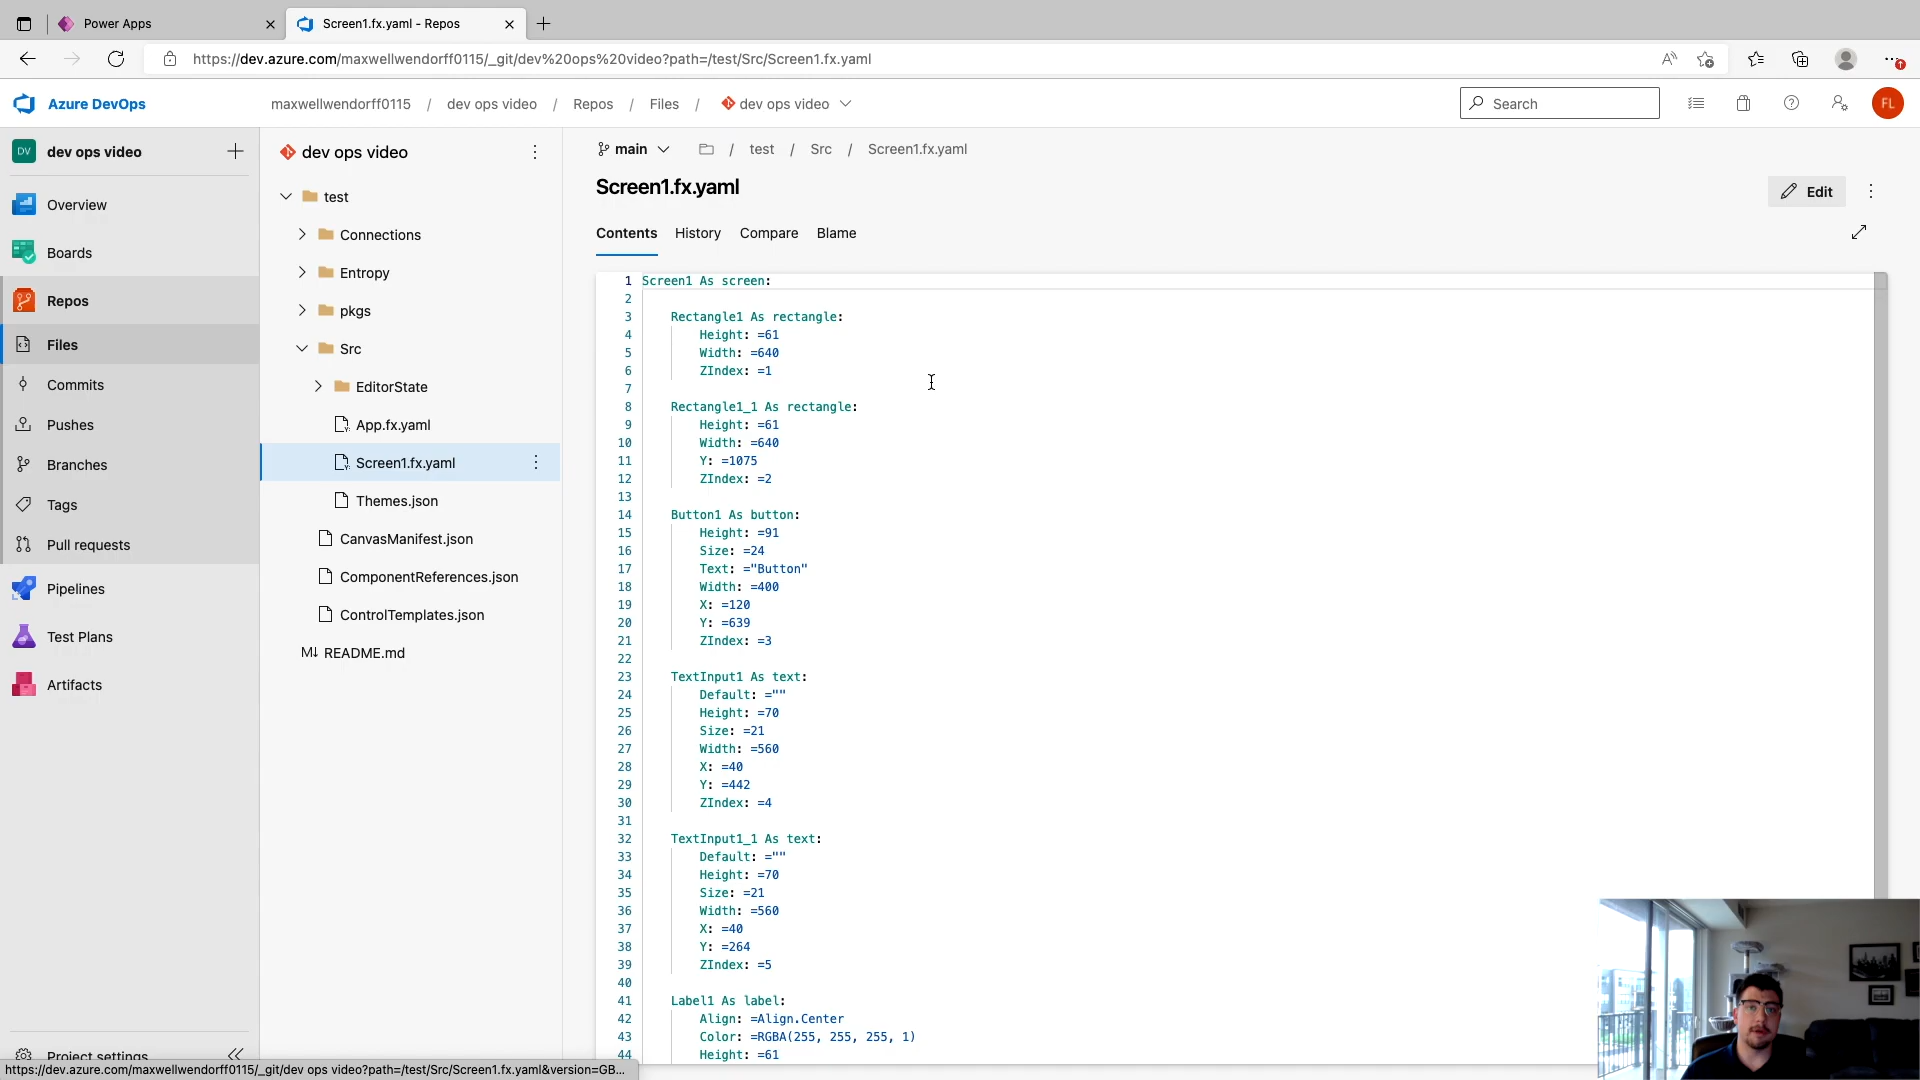 Power Apps
Screen1.fx.yaml - Repos
https://dev.azure.com/maxwellwendorff0115/_git/dev%20ops%20video?path=/test/Src/Screen1.fx.yaml
Azure DevOps
maxwellwendorff0115 / dev ops video / Repos / Files / dev ops video
Search
FL
DV dev ops video
Overview
Boards
Repos
Files
Commits
Pushes
Branches
Tags
Pull requests
Pipelines
Test Plans
Artifacts
Project settings
https://dev.azure.com/maxwellwendorff0115/_git/dev ops video?path=/test/Src/Screen1.fx.yaml&version=GB...
dev ops video
test
Connections
Entropy
pkgs
Src
EditorState
App.fx.yaml
Screen1.fx.yaml
Themes.json
CanvasManifest.json
ComponentReferences.json
ControlTemplates.json
M↓ README.md
main / test / Src / Screen1.fx.yaml
Screen1.fx.yaml
Edit
Contents History Compare Blame
1 Screen1 As screen:
2
3 Rectangle1 As rectangle:
4 Height: =61
5 Width: =640
6 ZIndex: =1
7
8 Rectangle1_1 As rectangle:
9 Height: =61
10 Width: =640
11 Y: =1075
12 ZIndex: =2
13
14 Button1 As button:
15 Height: =91
16 Size: =24
17 Text: ="Button"
18 Width: =400
19 X: =120
20 Y: =639
21 ZIndex: =3
22
23 TextInput1 As text:
24 Default: =""
25 Height: =70
26 Size: =21
27 Width: =560
28 X: =40
29 Y: =442
30 ZIndex: =4
31
32 TextInput1_1 As text:
33 Default: =""
34 Height: =70
35 Size: =21
36 Width: =560
37 X: =40
38 Y: =264
39 ZIndex: =5
40
41 Label1 As label:
42 Align: =Align.Center
43 Color: =RGBA(255, 255, 255, 1)
44 Height: =61